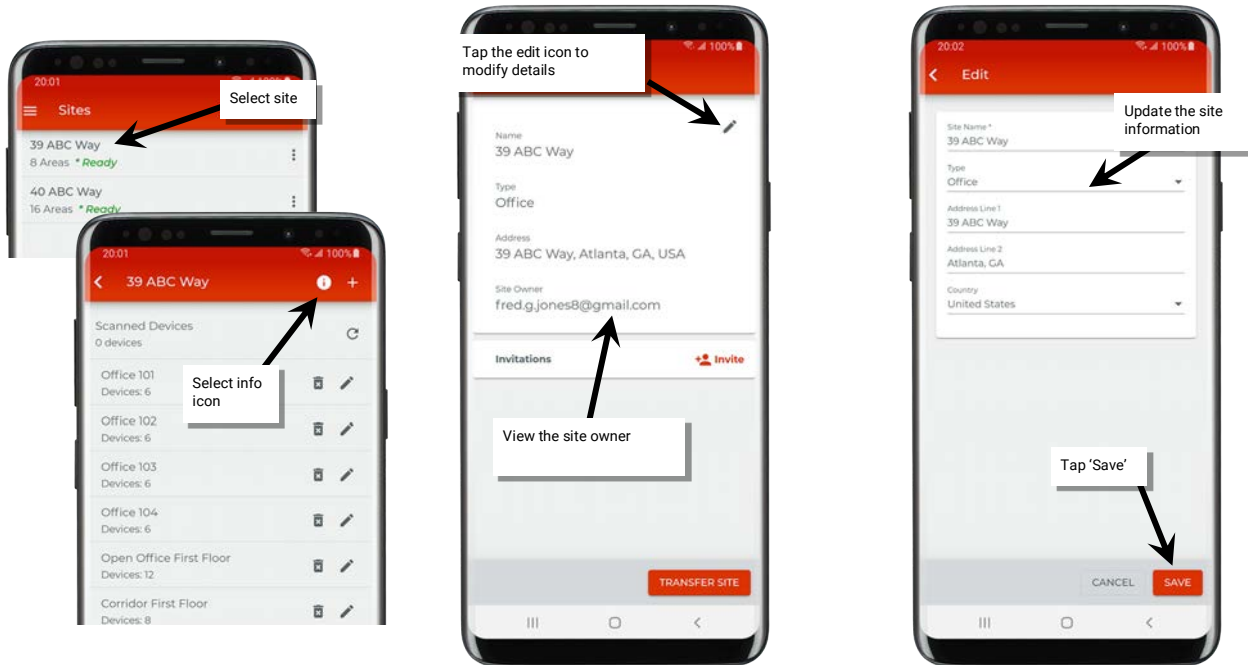 20:01
Sites
Select site
39 ABC Way
8 Areas * Ready
40 ABC Way
16 Areas * Ready
20:01
100%
39 ABC Way
Scanned Devices
0 devices
Office 101
Devices: 6
Select info
icon
Office 102
Devices: 6
Office 103
Devices: 6
Office 104
Devices: 6
Open Office First Floor
Devices: 12
Corridor First Floor
Devices: 8
Tap the edit icon to
modify details
100%
Name
39 ABC Way
Type
Office
Address
39 ABC Way, Atlanta, GA, USA
Site Owner
fred.g.jones8@gmail.com
Invitations
Invite
View the site owner
TRANSFER SITE
20:02
100%
Edit
Update the site
information
Site Name *
39 ABC Way
Type
Office
Address Line 1
39 ABC Way
Address Line 2
Atlanta, GA
Country
United States
Tap ‘Save’
CANCEL
SAVE